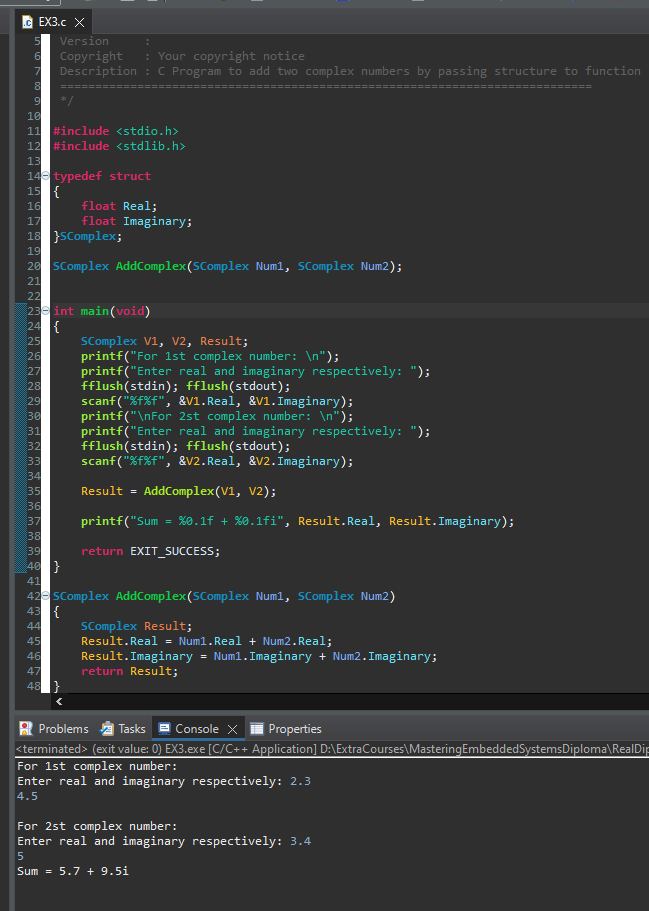 EX3.c
5 Version :
6 Copyright : Your copyright notice
7 Description : C Program to add two complex numbers by passing structure to function
8 ============================================================================
9 */
10
11 #include <stdio.h>
12 #include <stdlib.h>
13
14 typedef struct
15 {
16 float Real;
17 float Imaginary;
18 }SComplex;
19
20 SComplex AddComplex(SComplex Num1, SComplex Num2);
21
22
23 int main(void)
24 {
25 SComplex V1, V2, Result;
26 printf("For 1st complex number: \n");
27 printf("Enter real and imaginary respectively: ");
28 fflush(stdin); fflush(stdout);
29 scanf("%f%f", &V1.Real, &V1.Imaginary);
30 printf("\nFor 2st complex number: \n");
31 printf("Enter real and imaginary respectively: ");
32 fflush(stdin); fflush(stdout);
33 scanf("%f%f", &V2.Real, &V2.Imaginary);
34
35 Result = AddComplex(V1, V2);
36
37 printf("Sum = %0.1f + %0.1fi", Result.Real, Result.Imaginary);
38
39 return EXIT_SUCCESS;
40 }
41
42 SComplex AddComplex(SComplex Num1, SComplex Num2)
43 {
44 SComplex Result;
45 Result.Real = Num1.Real + Num2.Real;
46 Result.Imaginary = Num1.Imaginary + Num2.Imaginary;
47 return Result;
48 }
Problems Tasks Console Properties
<terminated> (exit value: 0) EX3.exe [C/C++ Application] D:\ExtraCourses\MasteringEmbeddedSystemsDiploma\RealDip
For 1st complex number:
Enter real and imaginary respectively: 2.3
4.5

For 2st complex number:
Enter real and imaginary respectively: 3.4
5
Sum = 5.7 + 9.5i